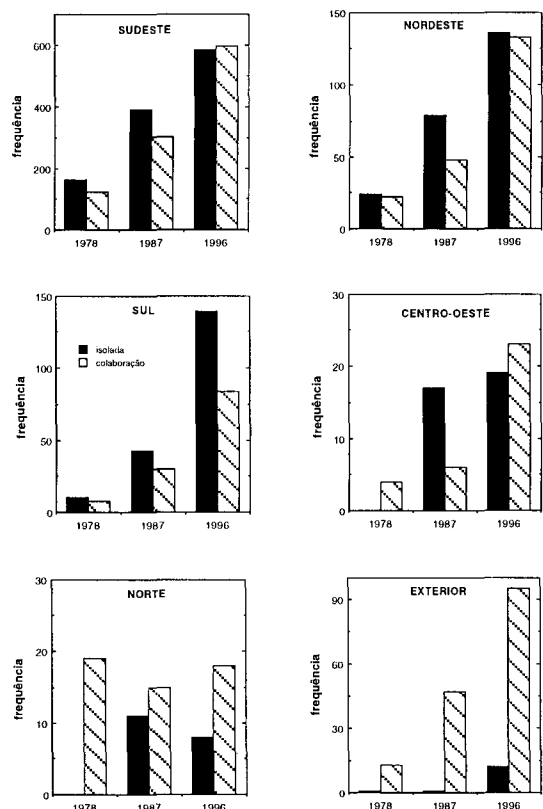 SUDESTE
frequência
600
400
200
0
1978 1987 1996
NORDESTE
frequência
150
100
50
0
1978 1987 1996
SUL
isolada
colaboração
frequência
150
100
50
0
1978 1987 1996
CENTRO-OESTE
frequência
30
20
10
0
1978 1987 1996
NORTE
frequência
30
20
10
0
1978 1987 1996
EXTERIOR
frequência
90
60
30
0
1978 1987 1996